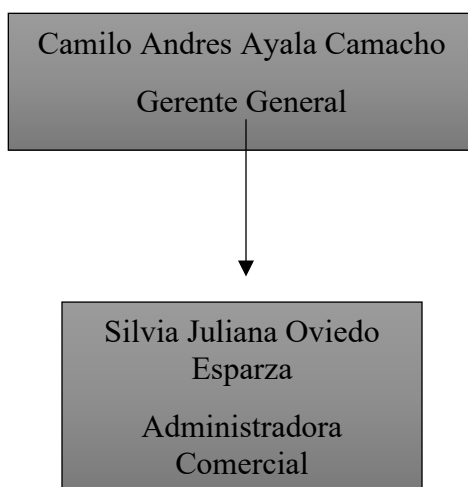 Camilo Andres Ayala Camacho
Gerente General
Silvia Juliana Oviedo
Esparza
Administradora
Comercial